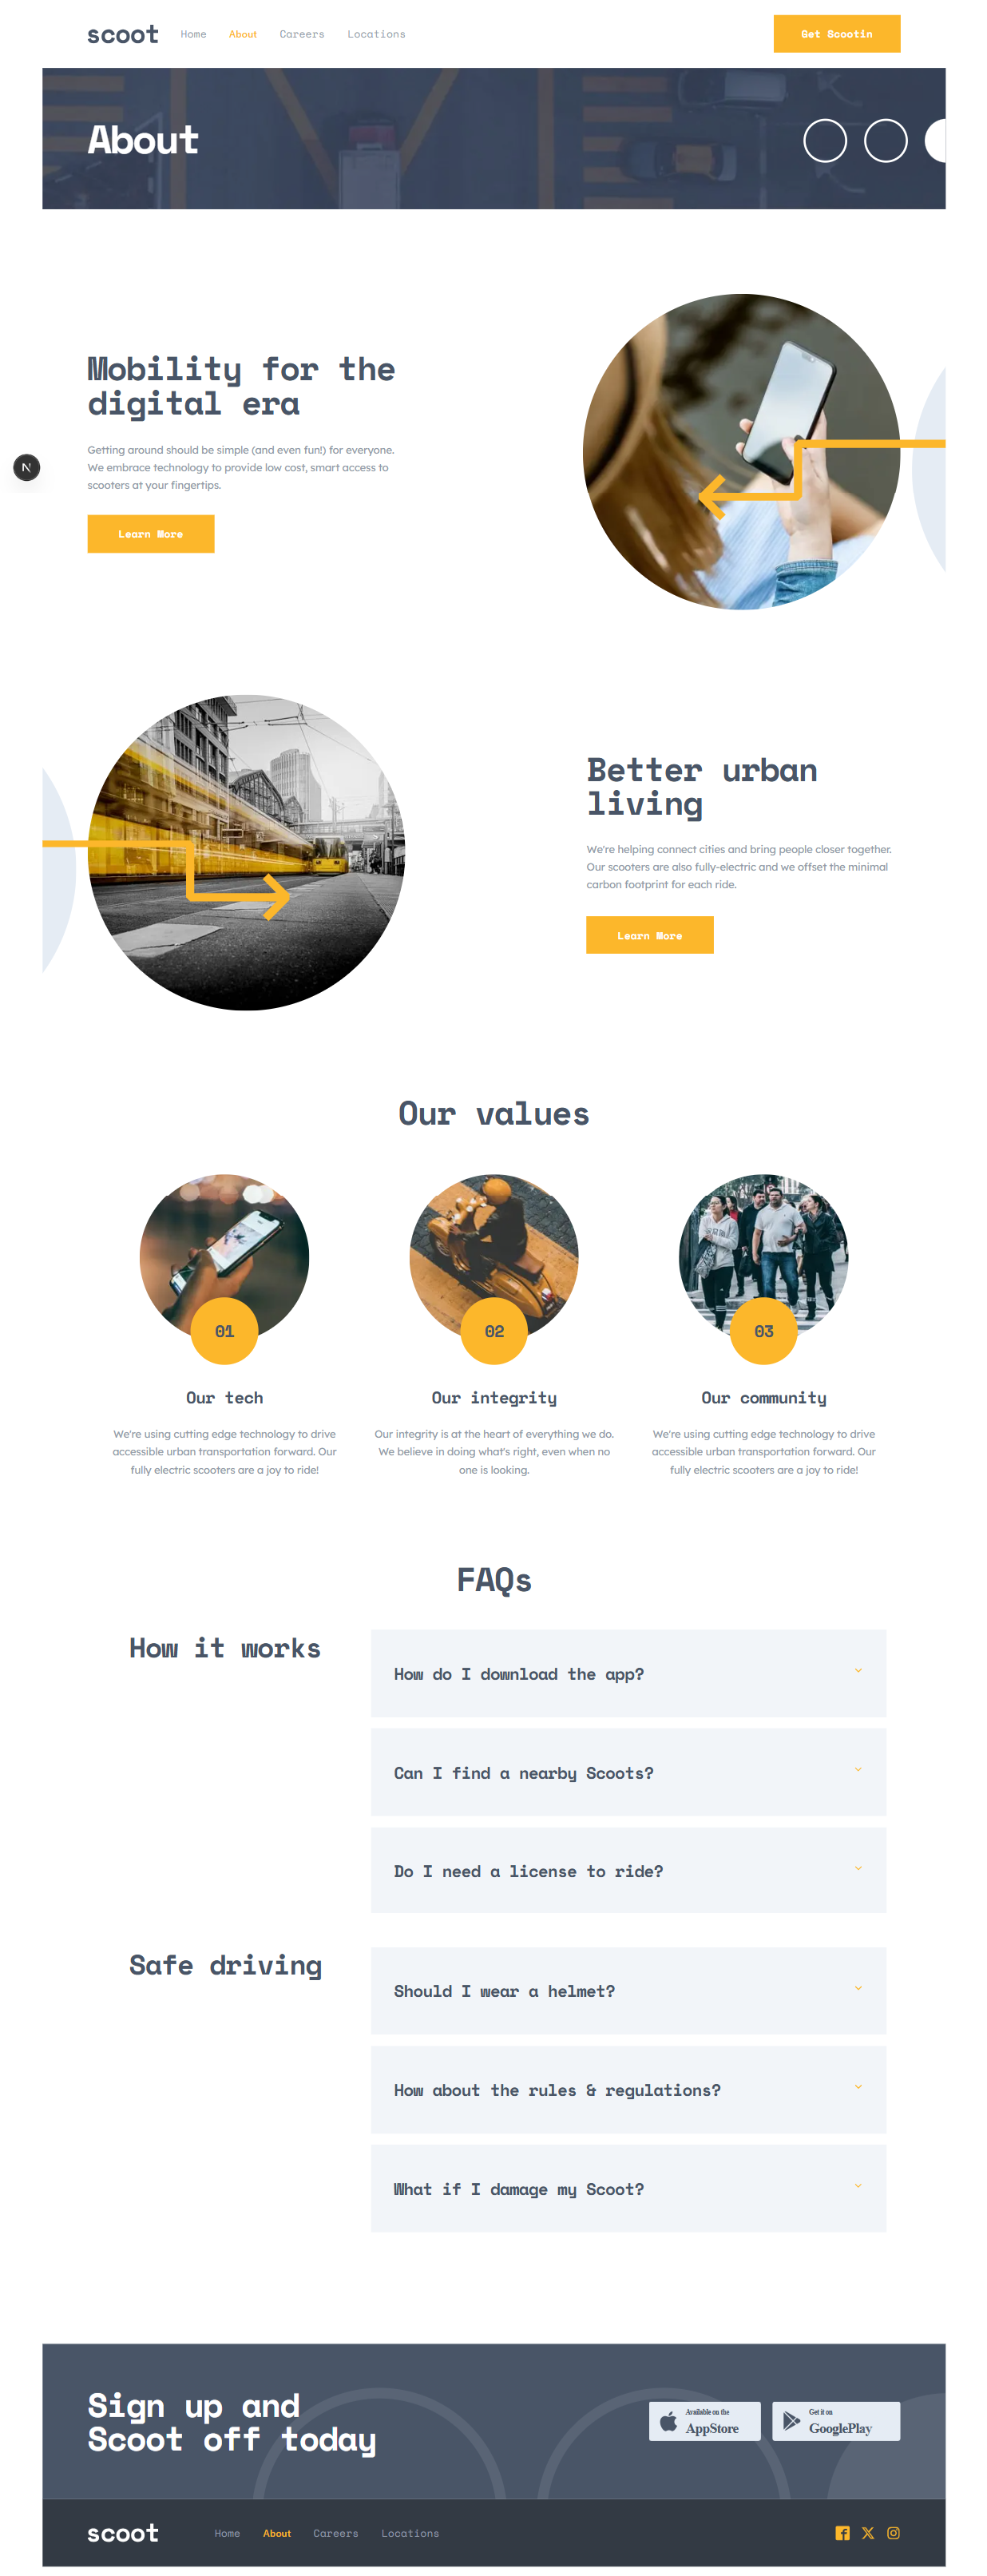 scoot Home About Careers Locations Get Scootin
About
Mobility for the
digital era
Getting around should be simple (and even fun!) for everyone.
We embrace technology to provide low cost, smart access to
scooters at your fingertips.
N
Learn More
Better urban
living
We're helping connect cities and bring people closer together.
Our scooters are also fully-electric and we offset the minimal
carbon footprint for each ride.
Learn More
Our values
01
Our tech
We're using cutting edge technology to drive
accessible urban transportation forward. Our
fully electric scooters are a joy to ride!
02
Our integrity
Our integrity is at the heart of everything we do.
We believe in doing what's right, even when no
one is looking.
03
Our community
We're using cutting edge technology to drive
accessible urban transportation forward. Our
fully electric scooters are a joy to ride!
FAQs
How it works
How do I download the app?
Can I find a nearby Scoots?
Do I need a license to ride?
Safe driving
Should I wear a helmet?
How about the rules & regulations?
What if I damage my Scoot?
Sign up and
Scoot off today
Available on the
AppStore
Get it on
GooglePlay
scoot Home About Careers Locations